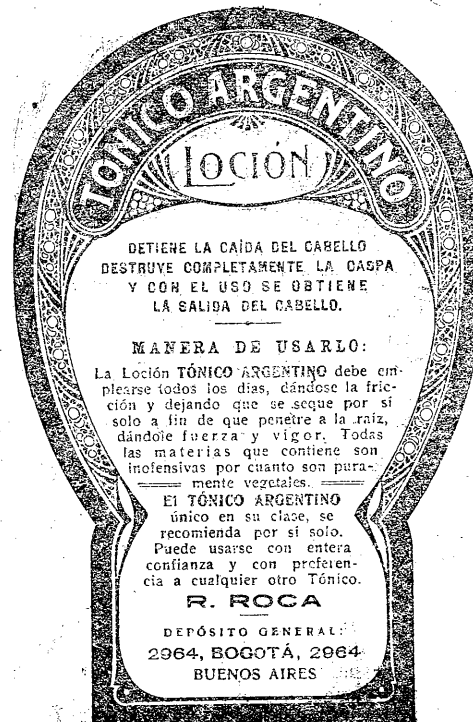 TÓNICO ARGENTINO
LOCIÓN
DETIENE LA CAÍDA DEL CABELLO
DESTRUYE COMPLETAMENTE LA CASPA
Y CON EL USO SE OBTIENE
LA SALIDA DEL CABELLO.
MANERA DE USARLO:
La Loción TÓNICO ARGENTINO debe em-
plearse todos los días, dándose la fric-
ción y dejando que se seque por si
solo a fin de que penetre a la raíz,
dándole fuerza y vigor. Todas
las materias que contiene son
inofensivas por cuanto son pura-
mente vegetales.
El TÓNICO ARGENTINO
único en su clase, se
recomienda por si solo.
Puede usarse con entera
confianza y con preferen-
cia a cualquier otro Tónico.
R. ROCA
DEPÓSITO GENERAL:
2964, BOGOTÁ, 2964
BUENOS AIRES